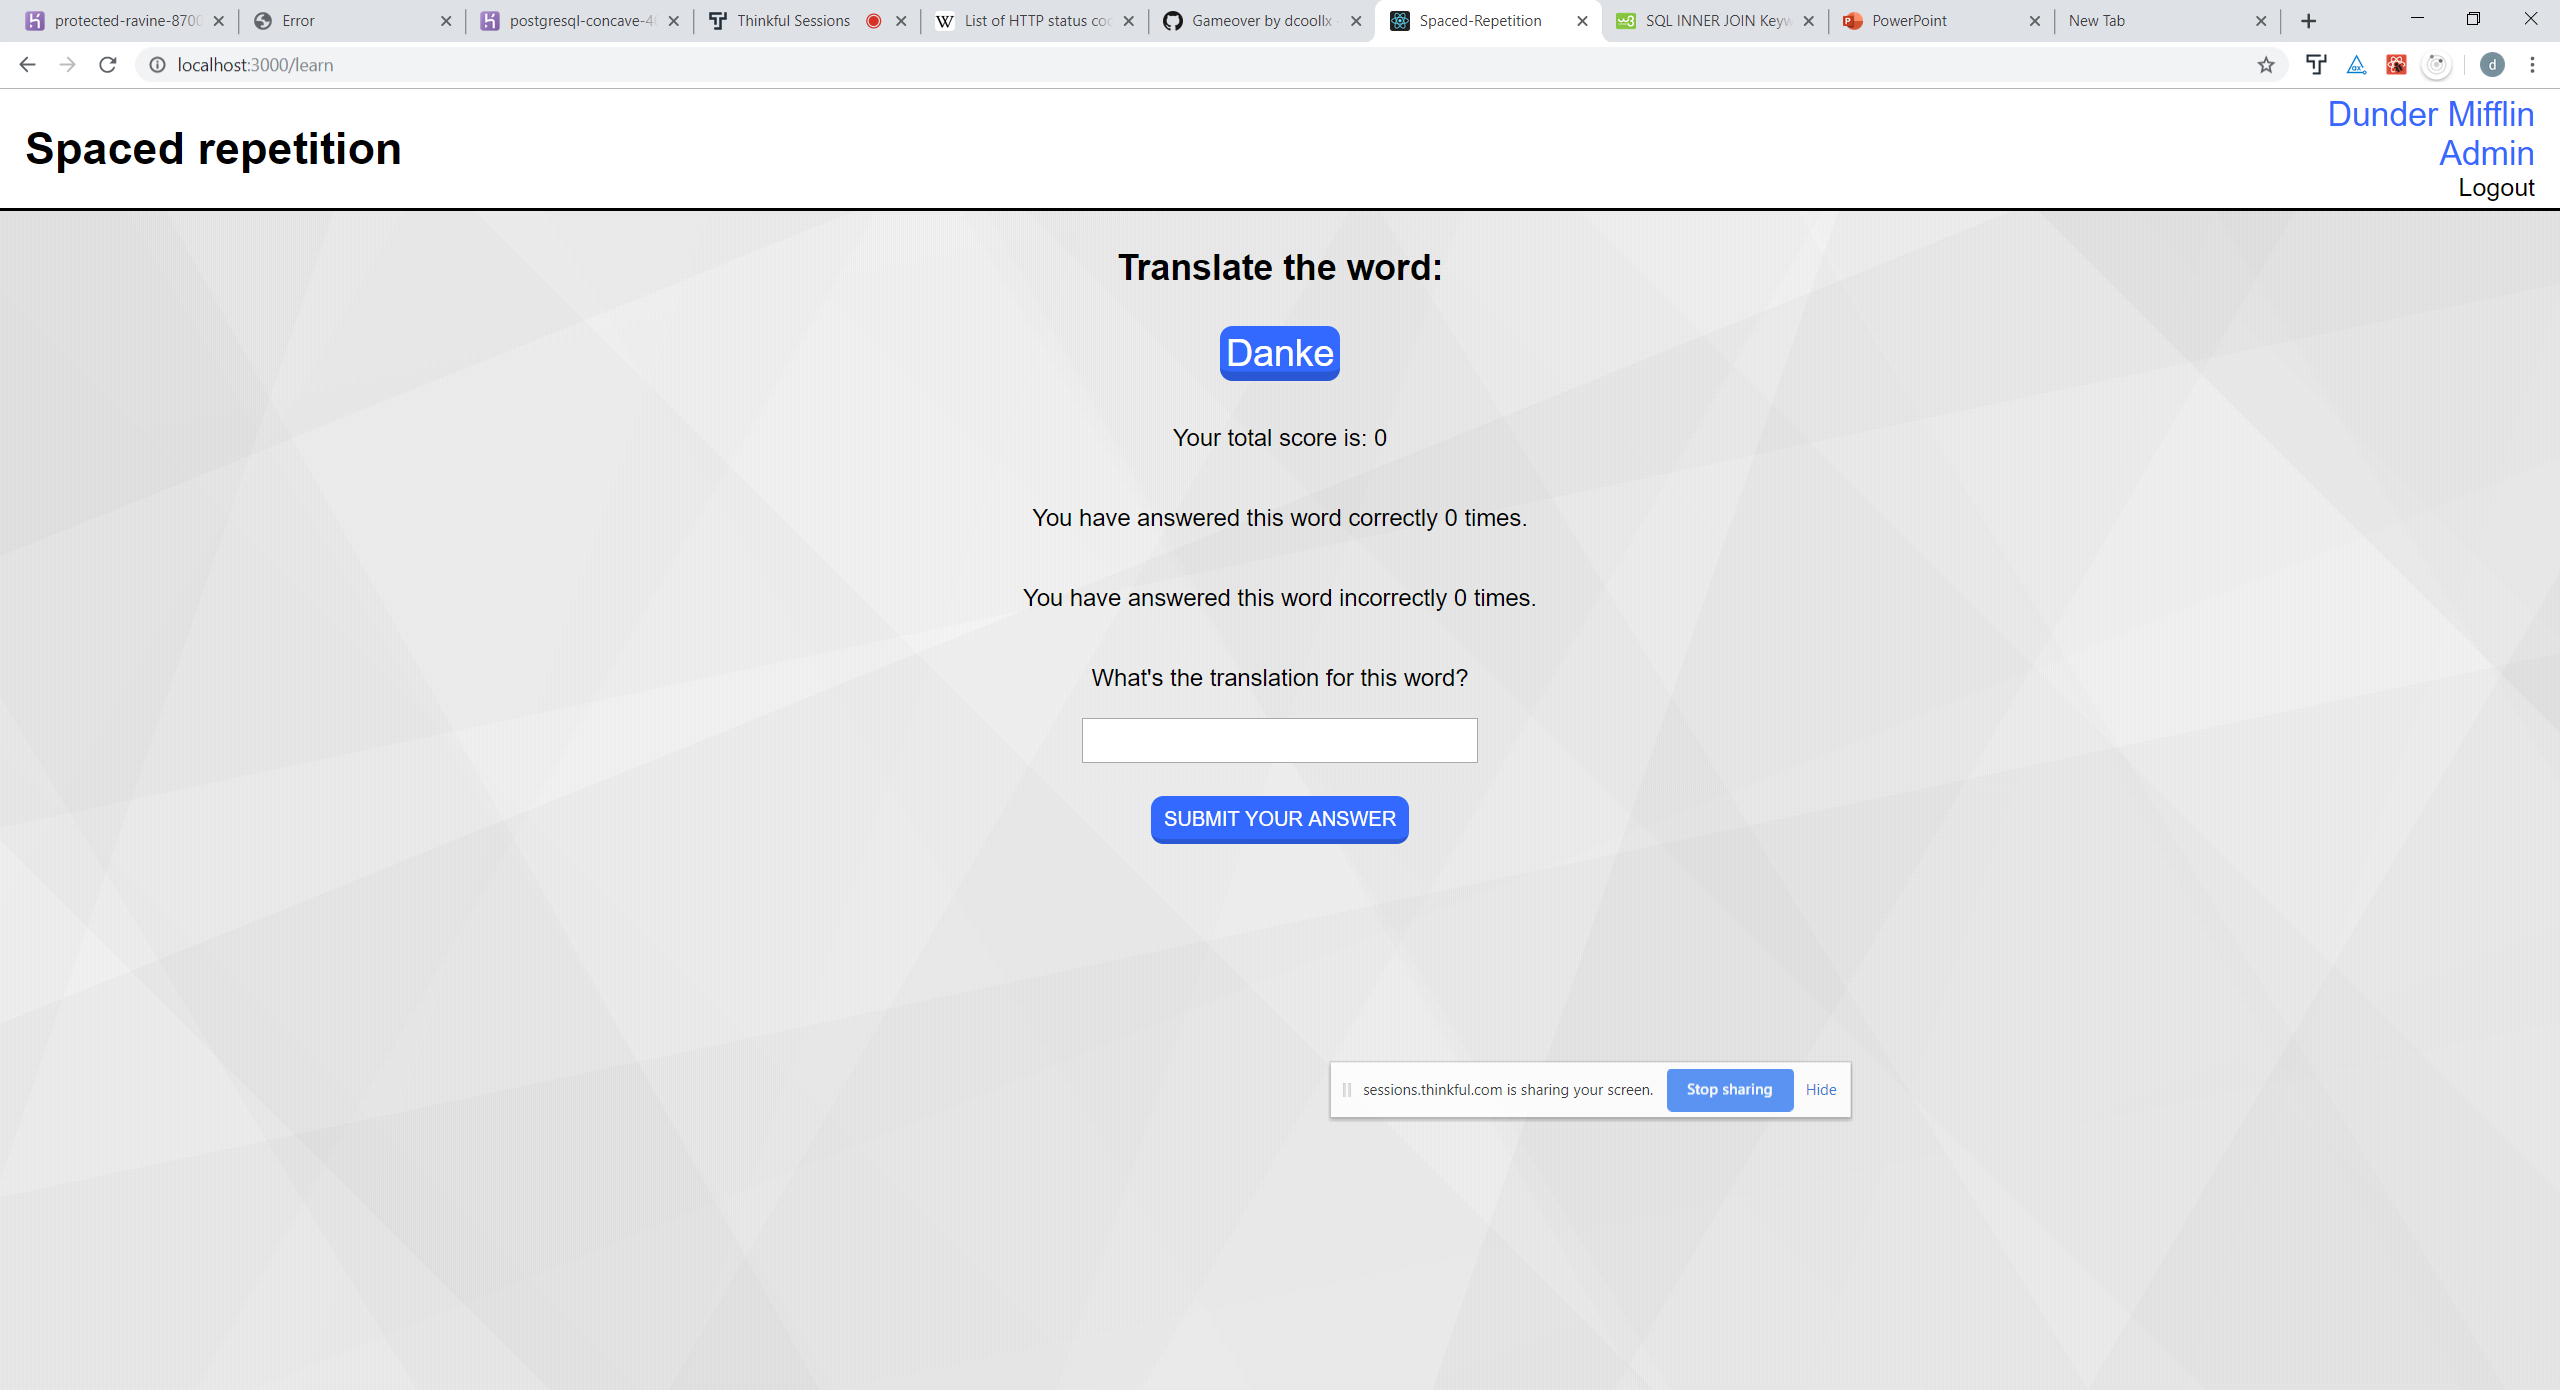 protected-ravine-8700
Error
postgresql-concave-4
Thinkful Sessions
List of HTTP status
Gameover by dcoollx
Spaced-Repetition
SQL INNER JOIN
PowerPoint
New Tab
localhost:3000/learn
d
Spaced repetition
Dunder Mifflin
Admin
Logout
Translate the word:
Danke
Your total score is: 0
You have answered this word correctly 0 times.
You have answered this word incorrectly 0 times.
What's the translation for this word?
SUBMIT YOUR ANSWER
sessions.thinkful.com is sharing your screen. Stop sharing Hide